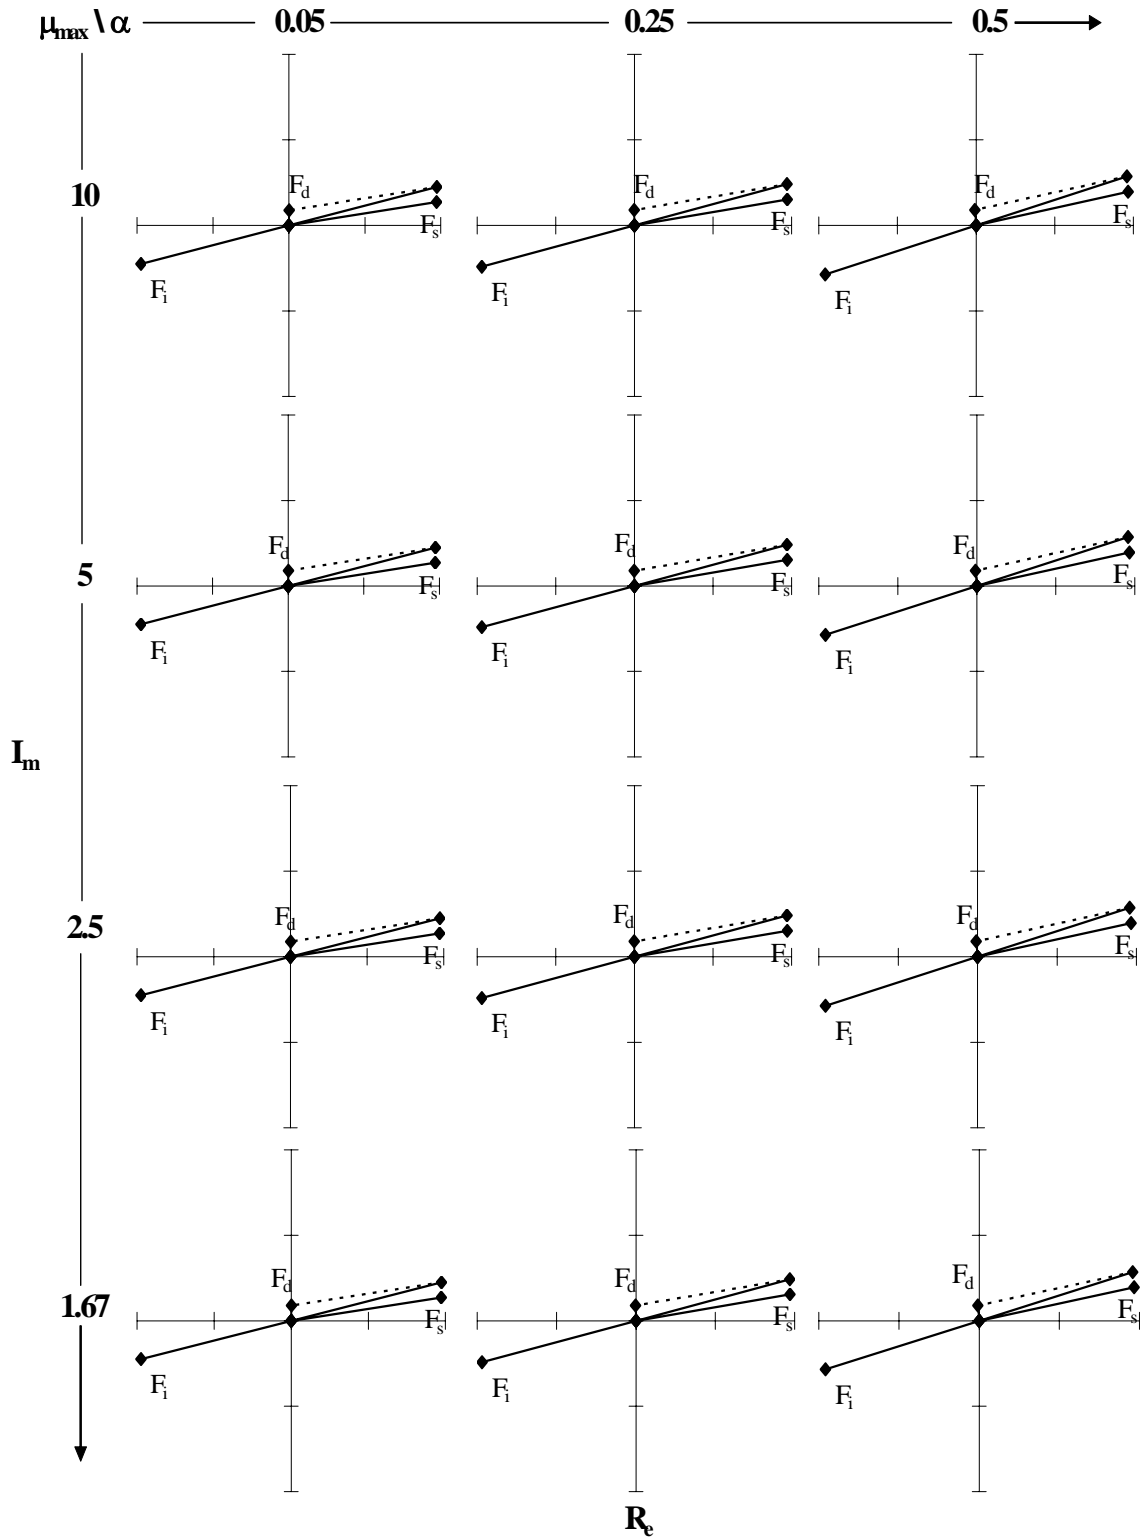 μmax \ α 0.05 0.25 0.5
10
Fd Fs Fi Fd Fs Fi Fd Fs Fi
5
Fd Fs Fi Fd Fs Fi Fd Fs Fi
Im
2.5
Fd Fs Fi Fd Fs Fi Fd Fs Fi
1.67
Fd Fs Fi Fd Fs Fi Fd Fs Fi
Re